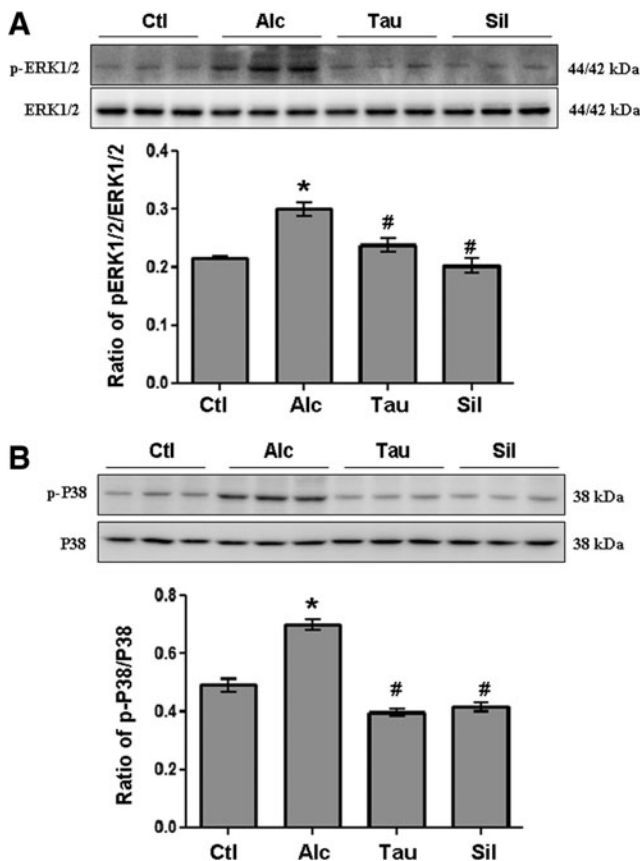 A
Ctl Alc Tau Sil
p-ERK1/2 44/42 kDa
ERK1/2 44/42 kDa
Ratio of pERK1/2/ERK1/2
0.4
0.3
0.2
0.1
0.0
*
#
#
Ctl Alc Tau Sil
B
Ctl Alc Tau Sil
p-P38 38 kDa
P38 38 kDa
Ratio of p-P38/P38
0.8
0.6
0.4
0.2
0.0
*
#
#
Ctl Alc Tau Sil